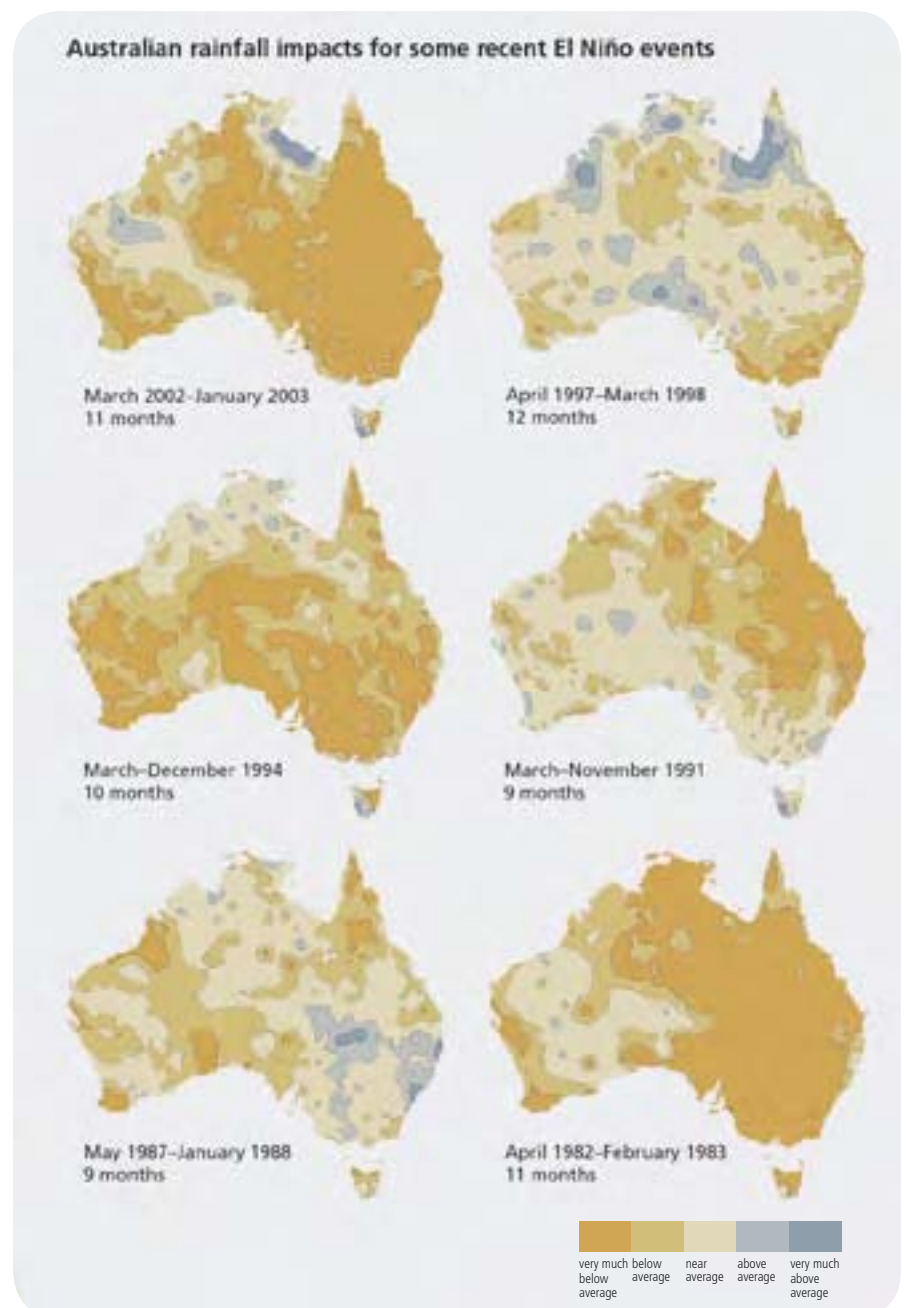 Australian rainfall impacts for some recent El Niño events
March 2002–January 2003
11 months
April 1997–March 1998
12 months
March–December 1994
10 months
March–November 1991
9 months
May 1987–January 1988
9 months
April 1982–February 1983
11 months
very much below average
below average
near average
above average
very much above average